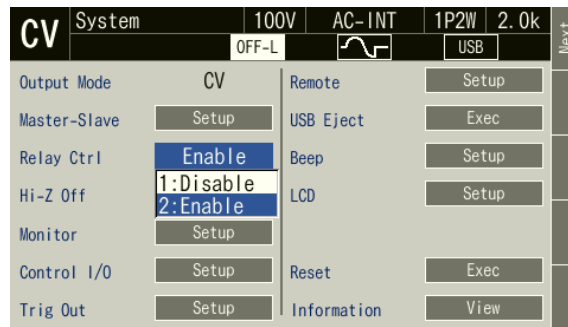 CV System 100V AC-INT 1P2W 2.0k
OFF-L USB
Next
Output Mode CV
Master-Slave Setup
Relay Ctrl Enable
1:Disable
2:Enable
Hi-Z Off
Monitor Setup
Control I/O Setup
Trig Out Setup
Remote Setup
USB Eject Exec
Beep Setup
LCD Setup
Reset Exec
Information View